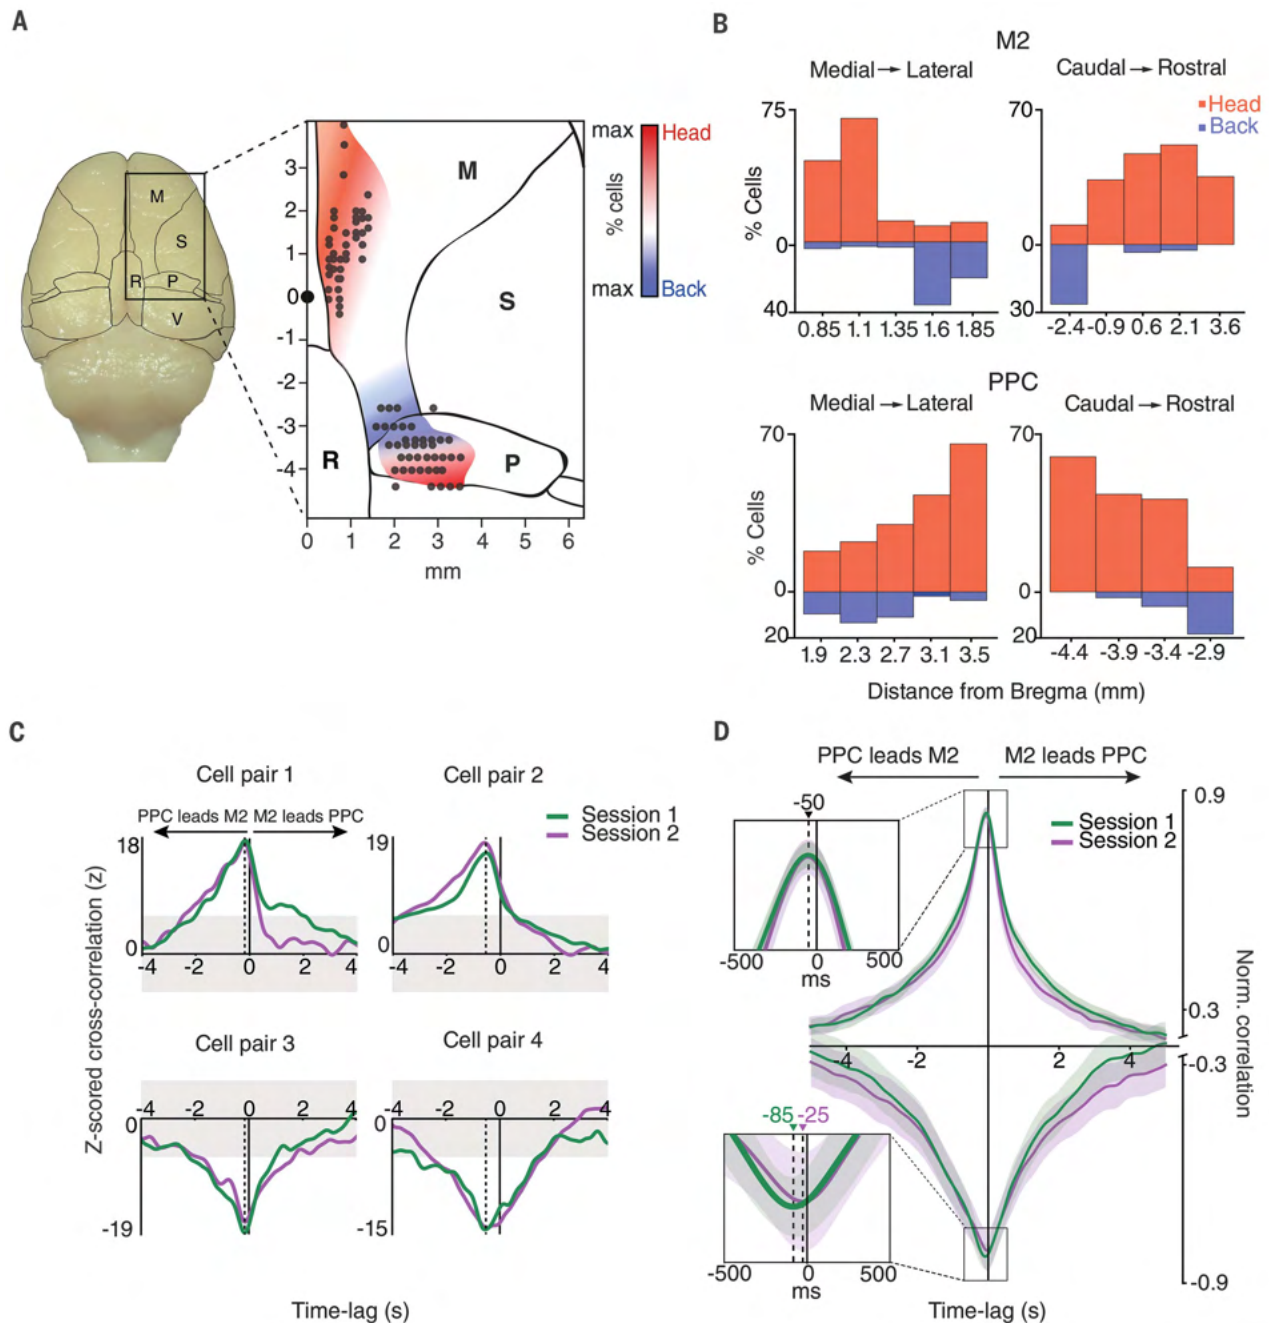 A
M
S
R
P
V
3
2
1
0
-1
-2
-3
-4
M
S
R
P
0 1 2 3 4 5 6
mm
max Head
% cells
max Back
B
M2
Medial → Lateral
Caudal → Rostral
Head
Back
% Cells
75
0
40
0.85 1.1 1.35 1.6 1.85
70
0
30
-2.4 -0.9 0.6 2.1 3.6
PPC
Medial → Lateral
Caudal → Rostral
% Cells
70
0
20
1.9 2.3 2.7 3.1 3.5
70
0
20
-4.4 -3.9 -3.4 -2.9
Distance from Bregma (mm)
C
Cell pair 1
Cell pair 2
PPC leads M2 M2 leads PPC
Session 1
Session 2
Z-scored cross-correlation (z)
18
0
-4 -2 0 2 4
19
0
-4 -2 0 2 4
Cell pair 3
Cell pair 4
-4 -2 0 2 4
0
-19
-4 -2 0 2 4
0
-15
Time-lag (s)
D
PPC leads M2
M2 leads PPC
Session 1
Session 2
-50
-500 0 500
ms
0.9
0.3
-0.3
-0.9
Norm. correlation
-4 -2 2 4
-85 -25
-500 0 500
ms
Time-lag (s)